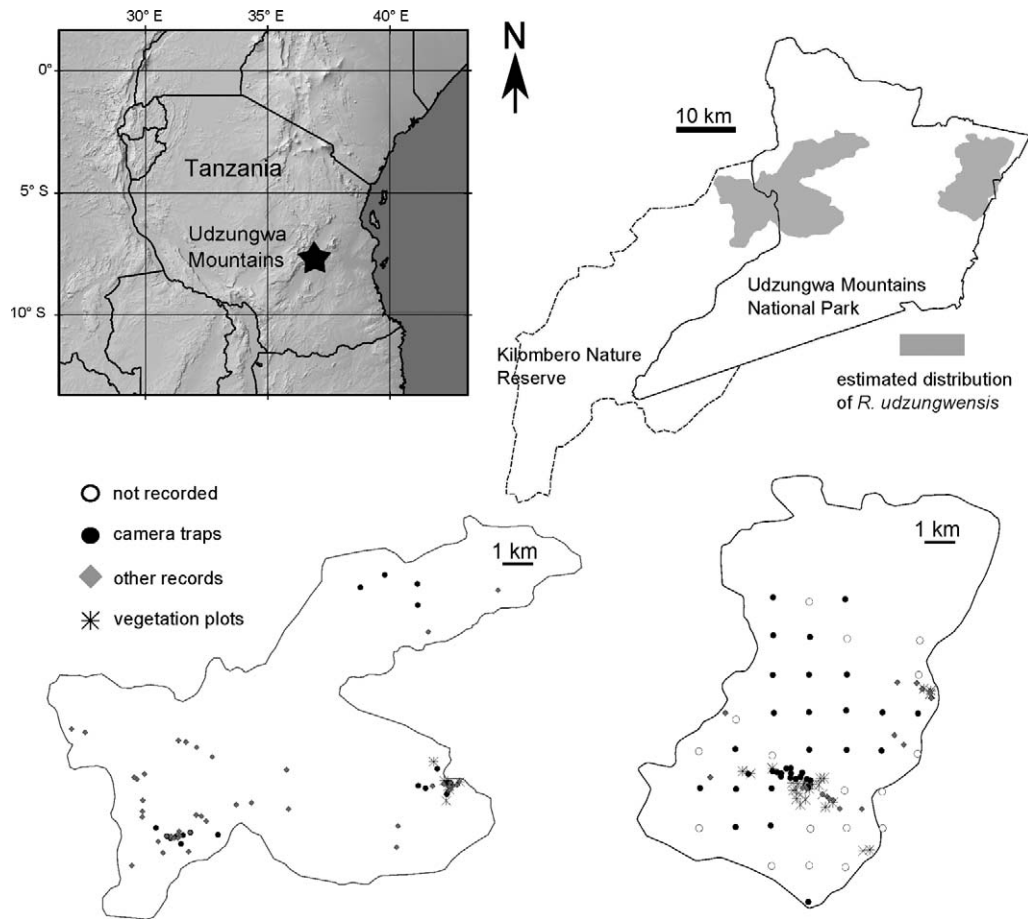 30° E
35° E
40° E
0°
5° S
10° S
Tanzania
Udzungwa
Mountains
N
10 km
Udzungwa Mountains
National Park
Kilombero Nature
Reserve
estimated distribution
of R. udzungwensis
not recorded
camera traps
other records
vegetation plots
1 km
1 km